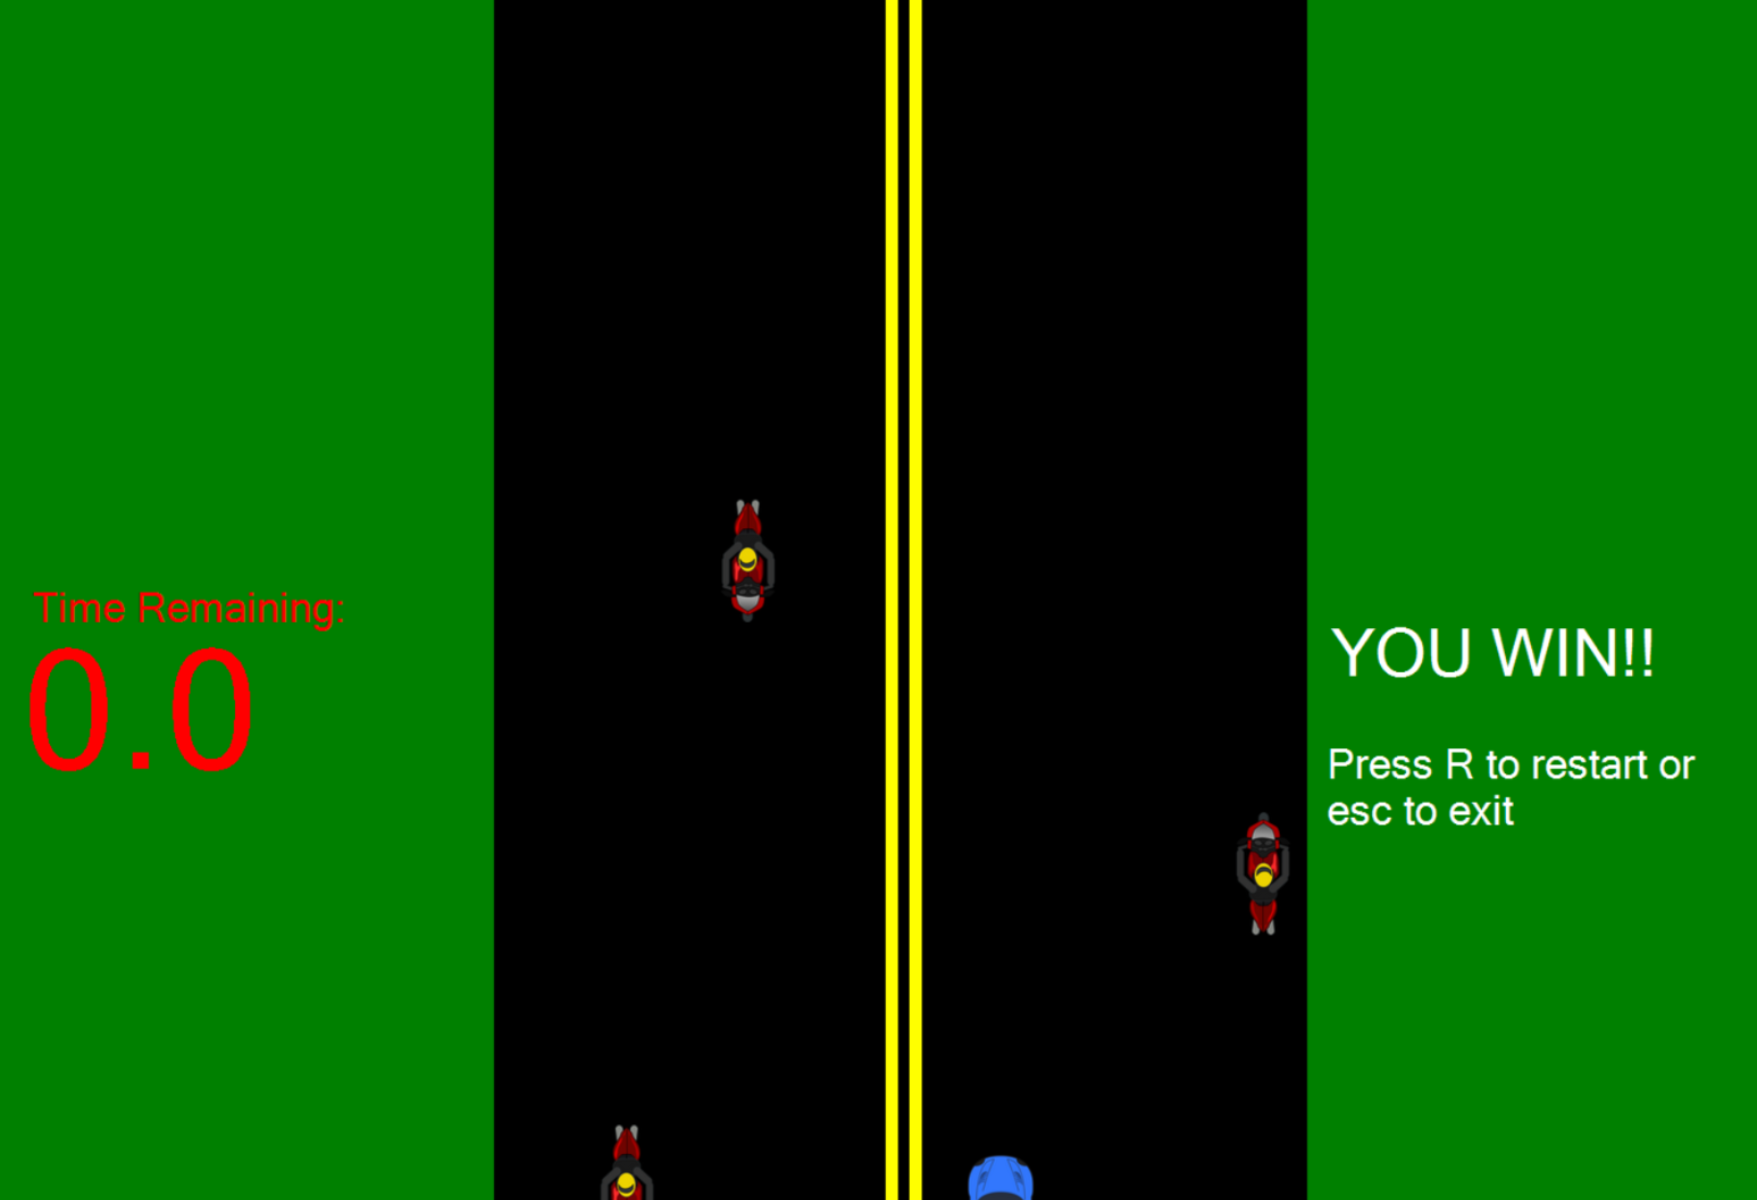 Time Remaining:
0.0
YOU WIN!!
Press R to restart or
esc to exit